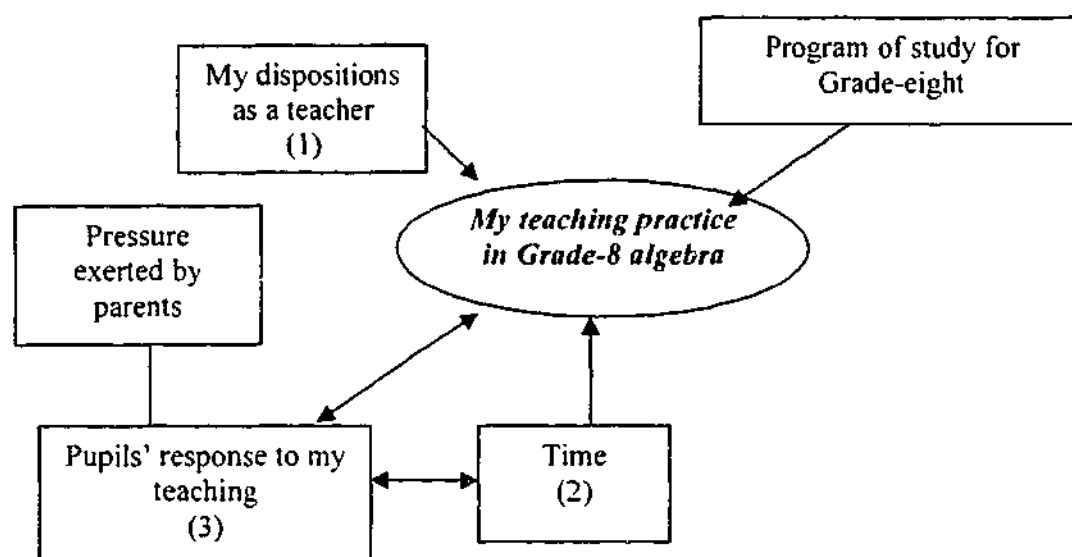 My dispositions
as a teacher
(1)
Program of study for
Grade-eight
My teaching practice
in Grade-8 algebra
Pressure
exerted by
parents
Pupils' response to my
teaching
(3)
Time
(2)